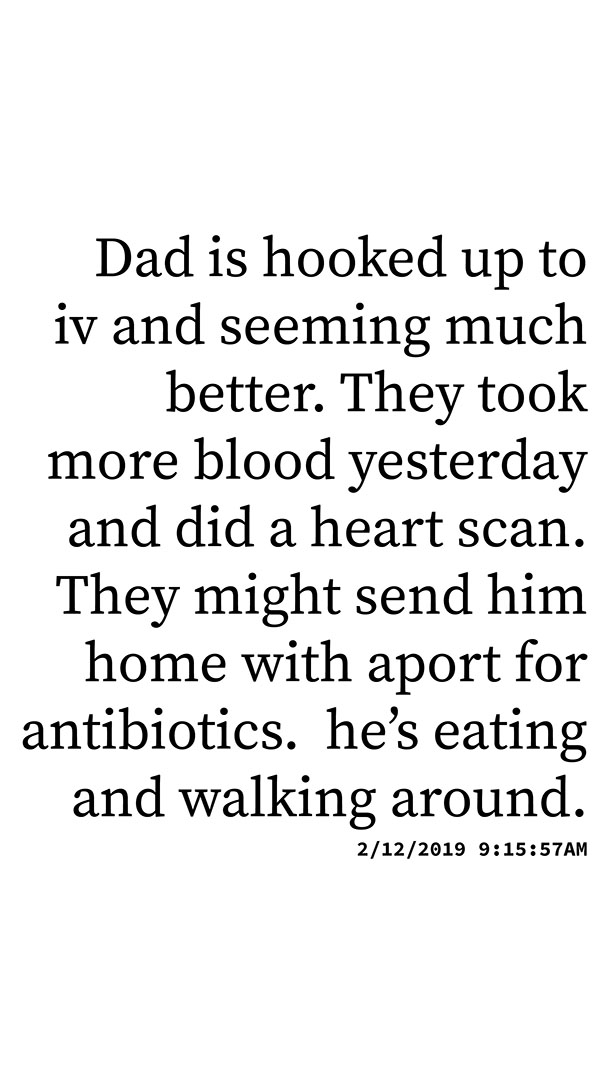 Dad is hooked up to
iv and seeming much
better. They took
more blood yesterday
and did a heart scan.
They might send him
home with aport for
antibiotics.  he’s eating
and walking around.
2/12/2019 9:15:57AM